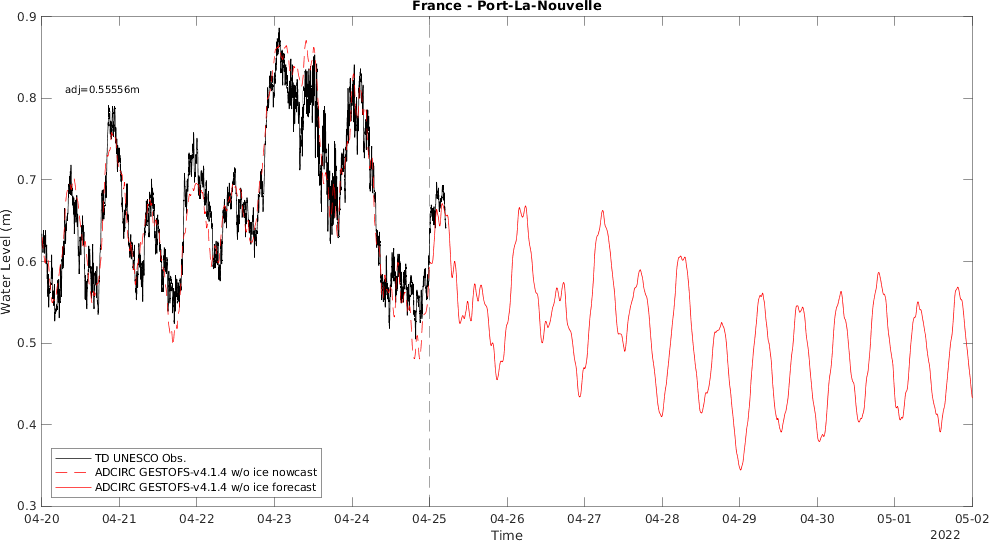 France - Port-La-Nouvelle
0.9
0.8
0.7
0.6
0.5
0.4
0.3
Water Level (m)
adj=0.55556m
TD UNESCO Obs.
ADCIRC GESTOFS-v4.1.4 w/o ice nowcast
ADCIRC GESTOFS-v4.1.4 w/o ice forecast
04-20 04-21 04-22 04-23 04-24 04-25 04-26 04-27 04-28 04-29 04-30 05-01 05-02
Time
2022